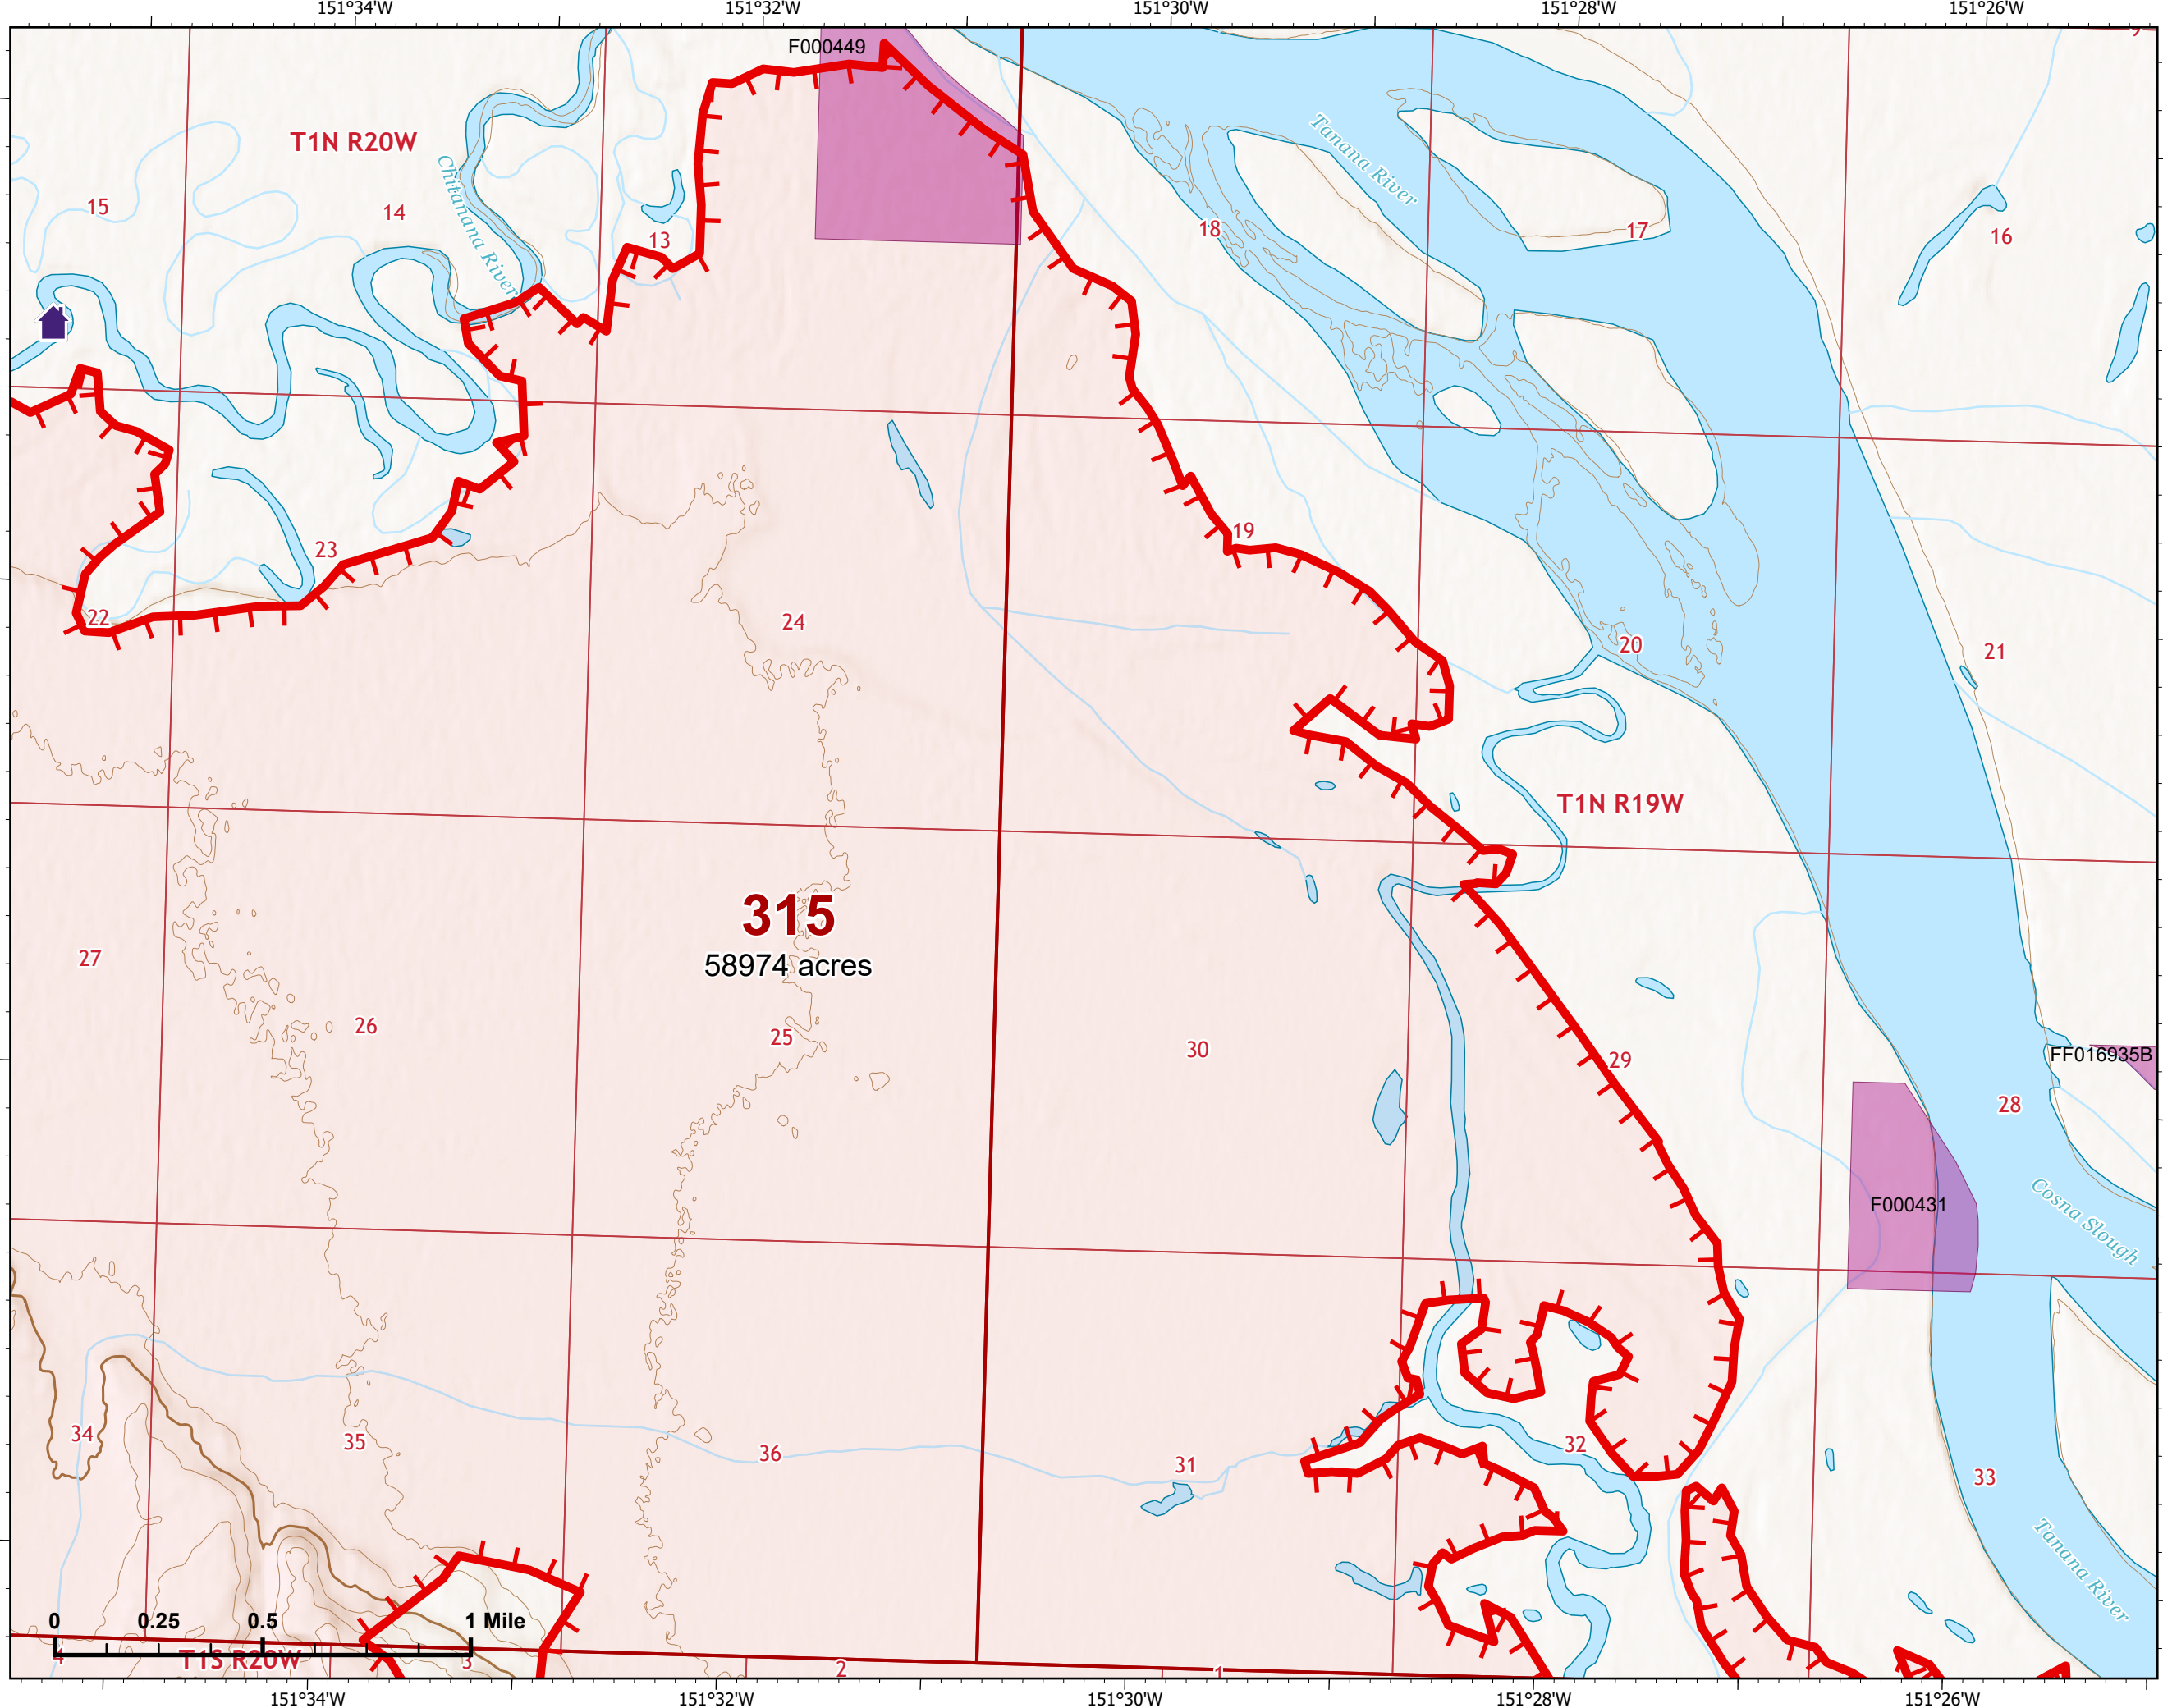 151°34'W 151°32'W 151°30'W 151°28'W 151°26'W
F000449
T1N R20W
Chitanana River
Tanana River
15
14
13
18
17
16
19
20
21
22
23
24
T1N R19W
315
58974 acres
27
26
25
30
29
28
FF016935B
F000431
Cosna Slough
34
35
36
31
32
33
Tanana River
0 0.25 0.5 1 Mile
4
T1S R20W
3
2
1
151°34'W 151°32'W 151°30'W 151°28'W 151°26'W